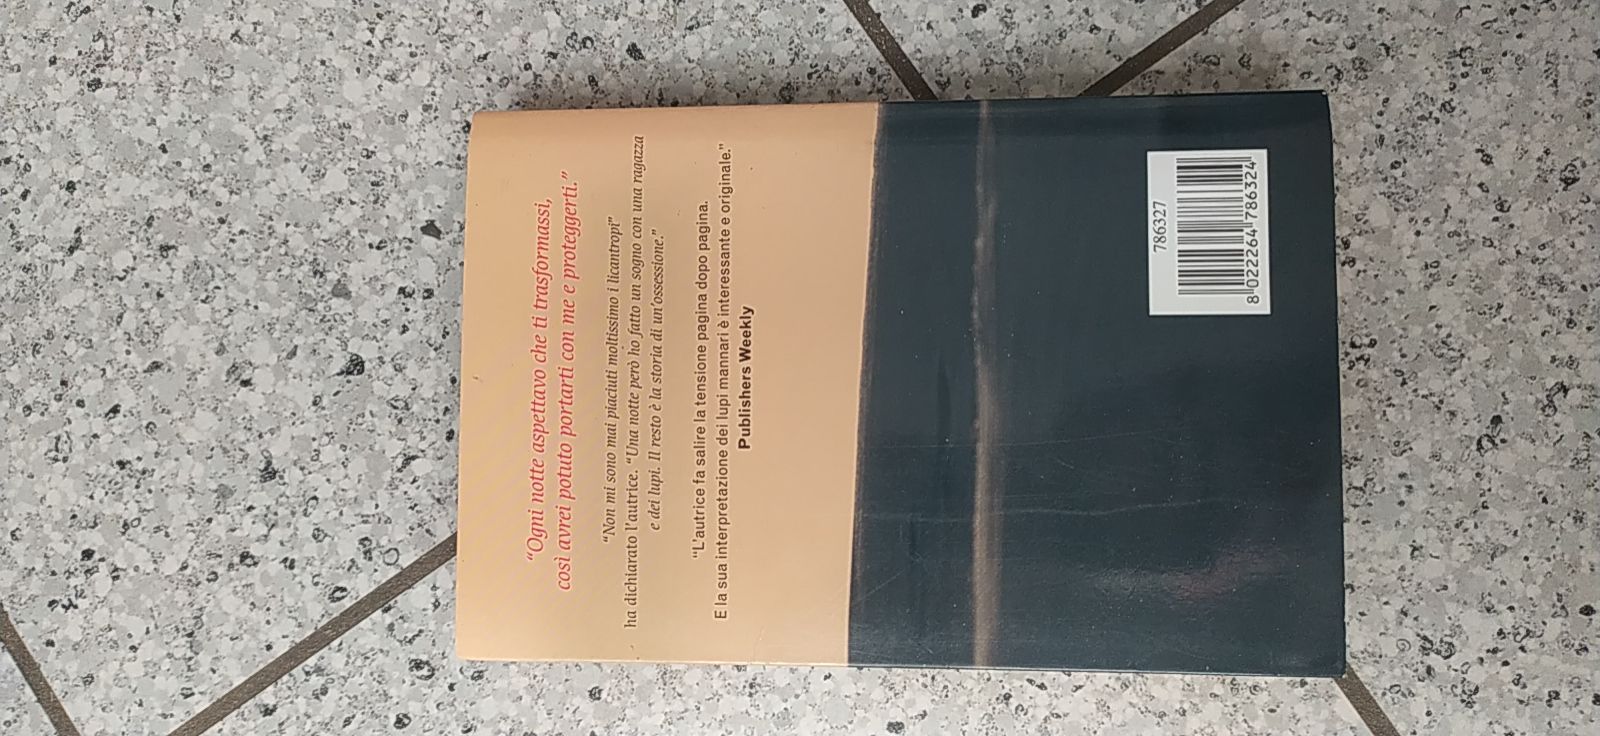 “Ogni notte aspettavo che ti trasformassi,
così avrei potuto portarti con me e proteggerti.”
“Non mi sono mai piaciuti moltissimo i licantropi”
ha dichiarato l’autrice. “Una notte però ho fatto un sogno con una ragazza
e dei lupi. Il resto è la storia di un’ossessione.”
“L’autrice fa salire la tensione pagina dopo pagina.
E la sua interpretazione dei lupi mannari è interessante e originale.”
Publishers Weekly
786327
8 022264 786324